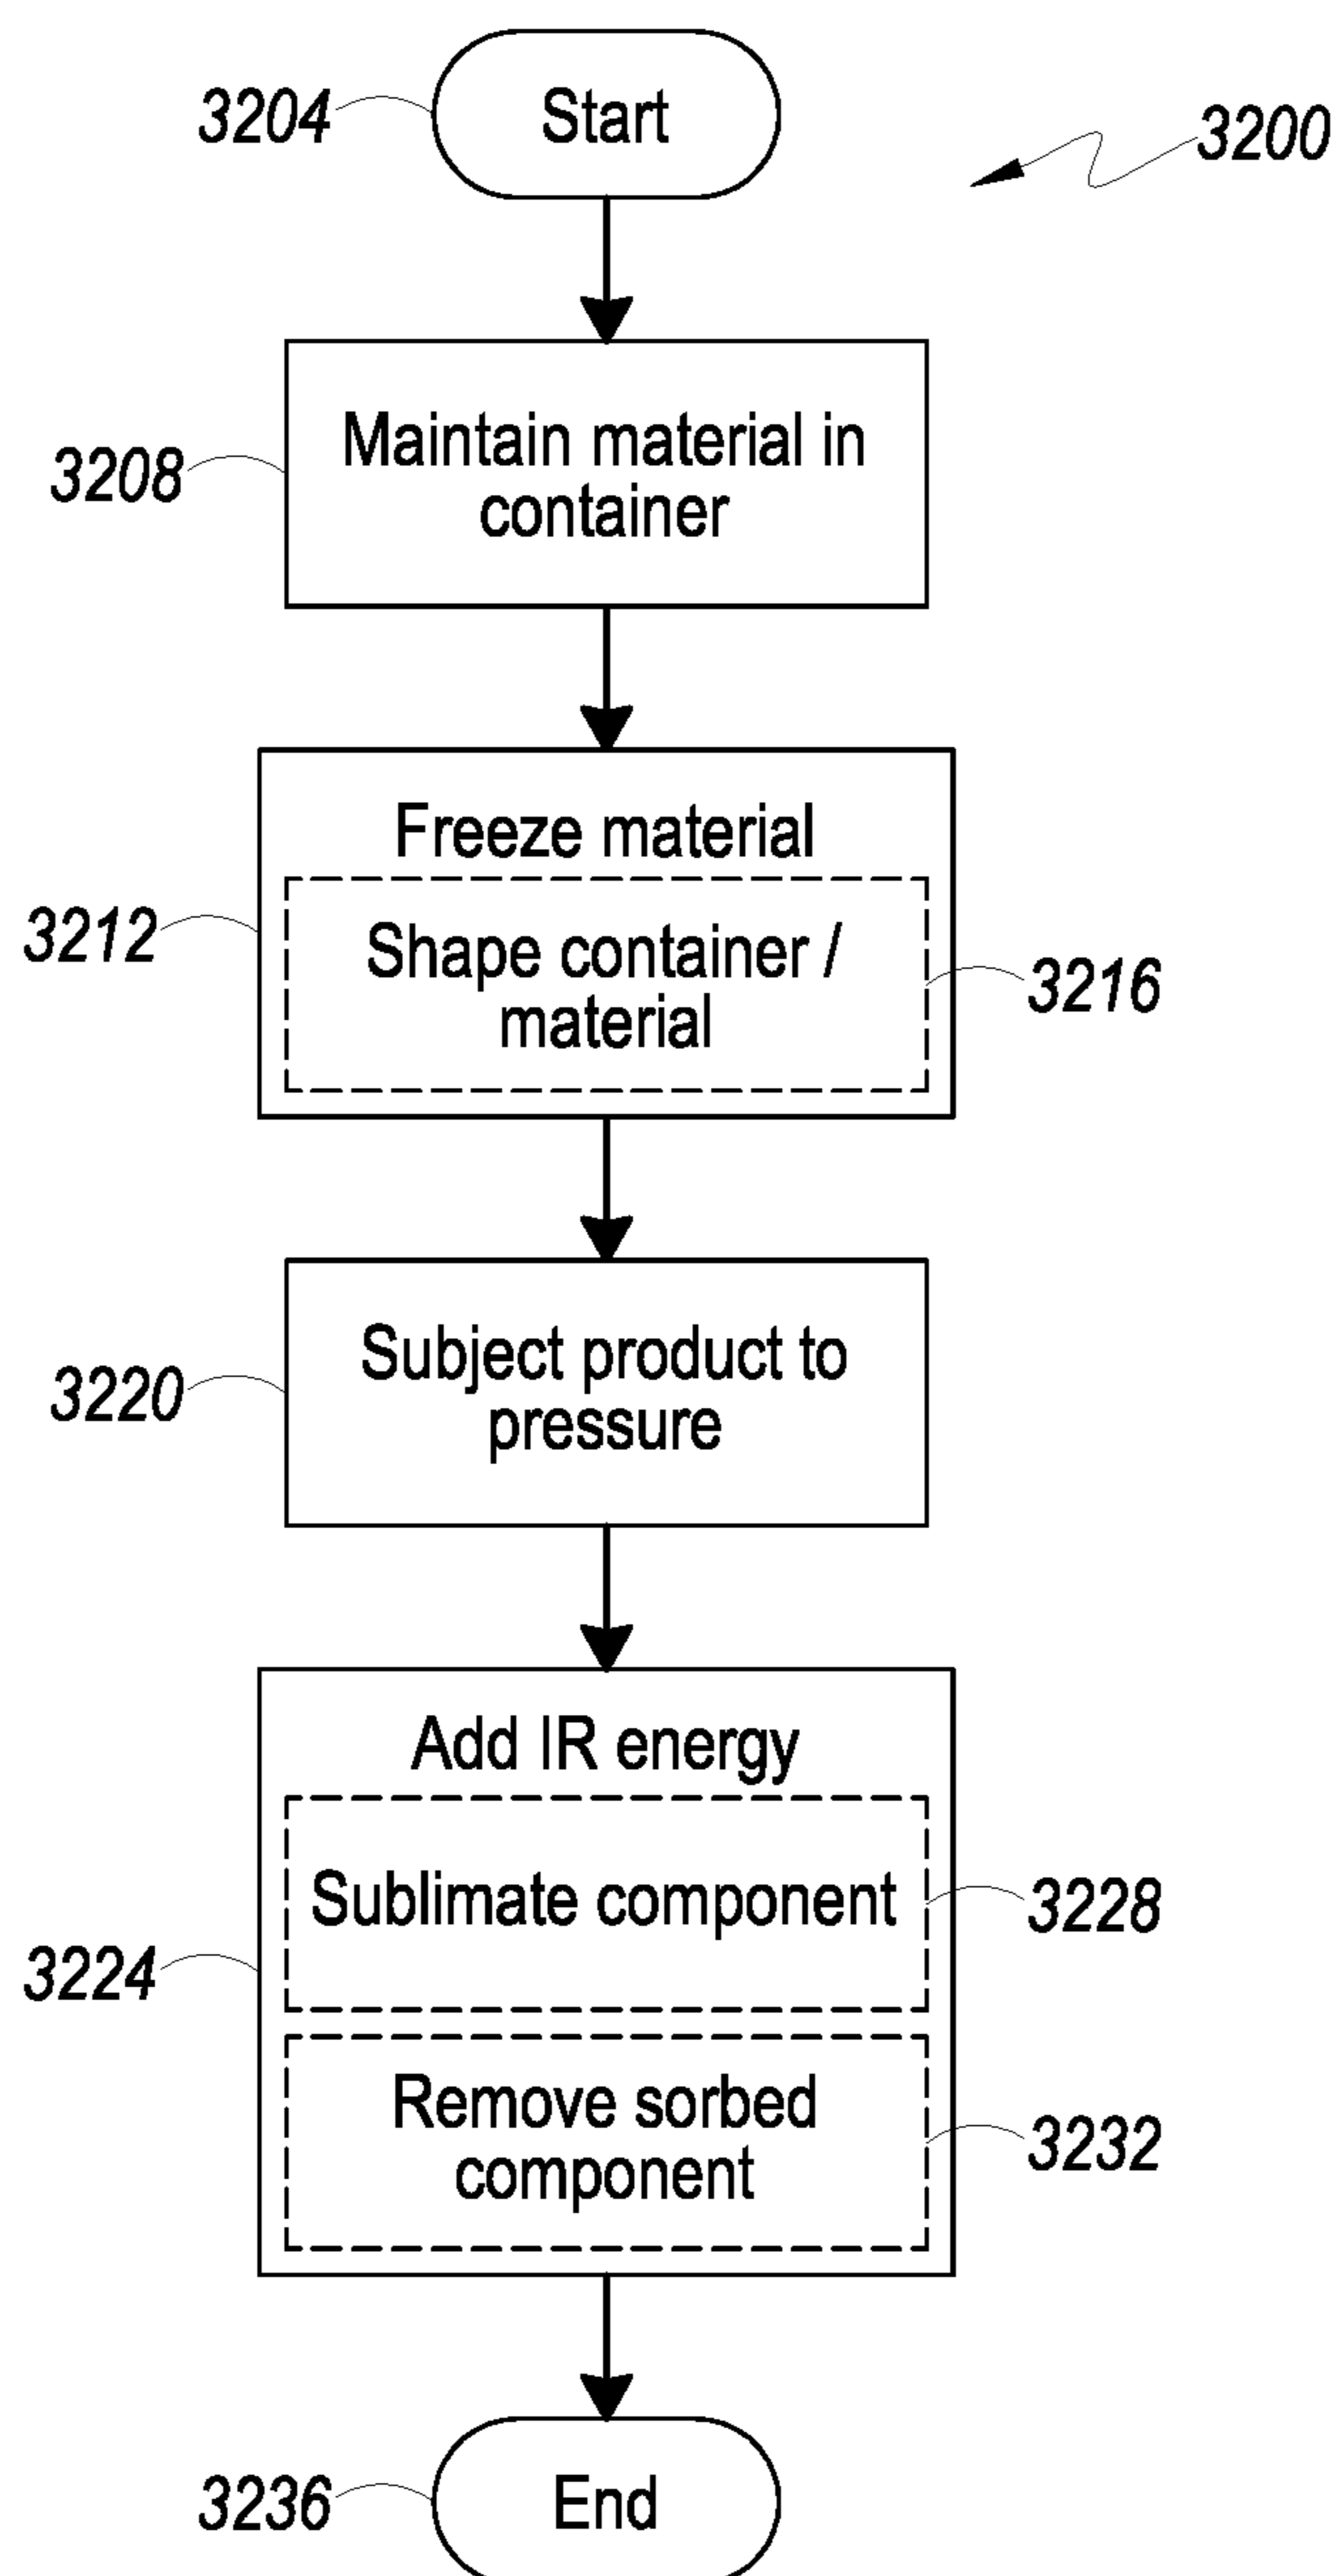 3204
Start
3200
3208
Maintain material in
container
3212
Freeze material
Shape container /
material
3216
3220
Subject product to
pressure
3224
Add IR energy
Sublimate component
3228
Remove sorbed
component
3232
3236
End